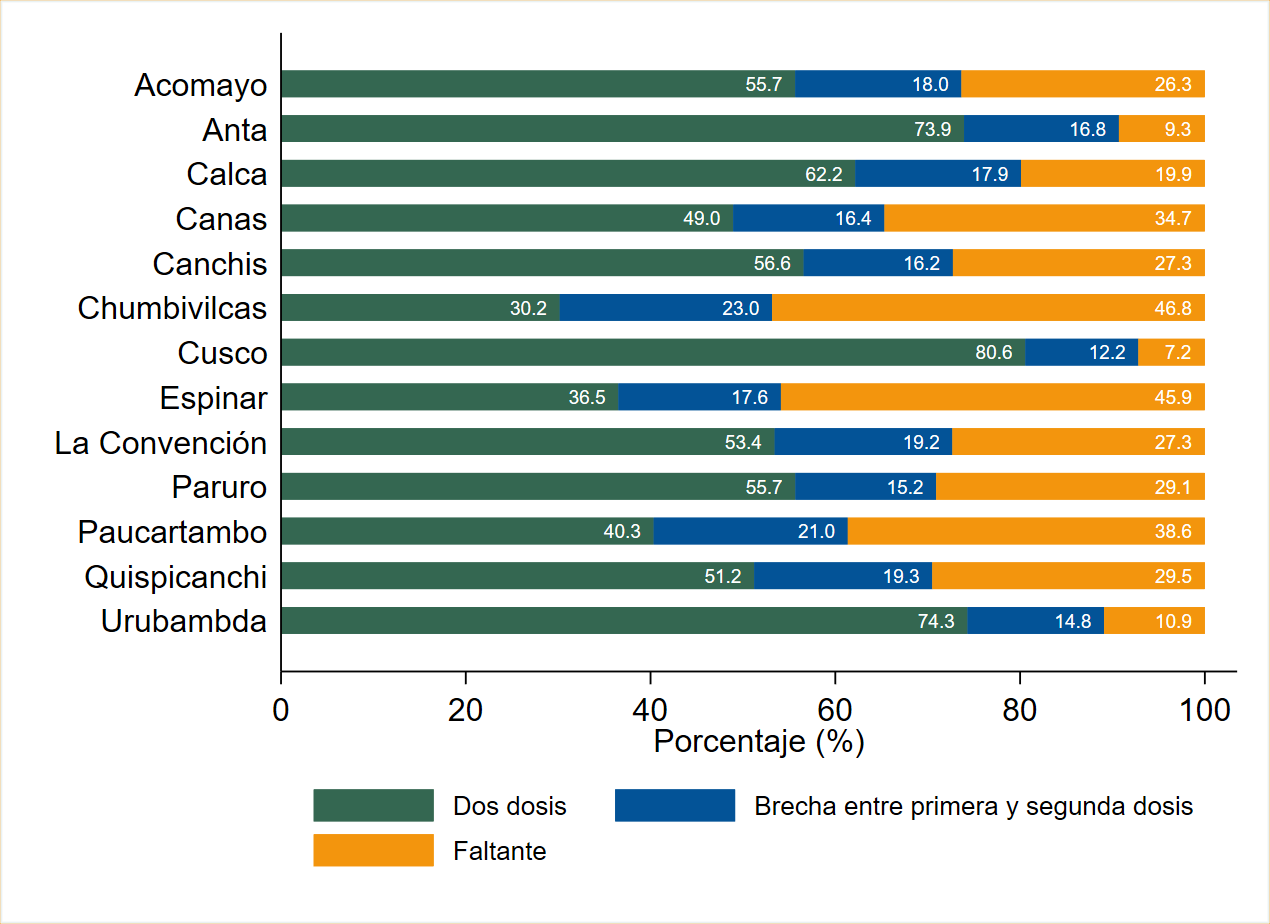 Acomayo 55.7 18.0 26.3
Anta 73.9 16.8 9.3
Calca 62.2 17.9 19.9
Canas 49.0 16.4 34.7
Canchis 56.6 16.2 27.3
Chumbivilcas 30.2 23.0 46.8
Cusco 80.6 12.2 7.2
Espinar 36.5 17.6 45.9
La Convención 53.4 19.2 27.3
Paruro 55.7 15.2 29.1
Paucartambo 40.3 21.0 38.6
Quispicanchi 51.2 19.3 29.5
Urubambda 74.3 14.8 10.9
0 20 40 60 80 100
Porcentaje (%)
Dos dosis Brecha entre primera y segunda dosis
Faltante